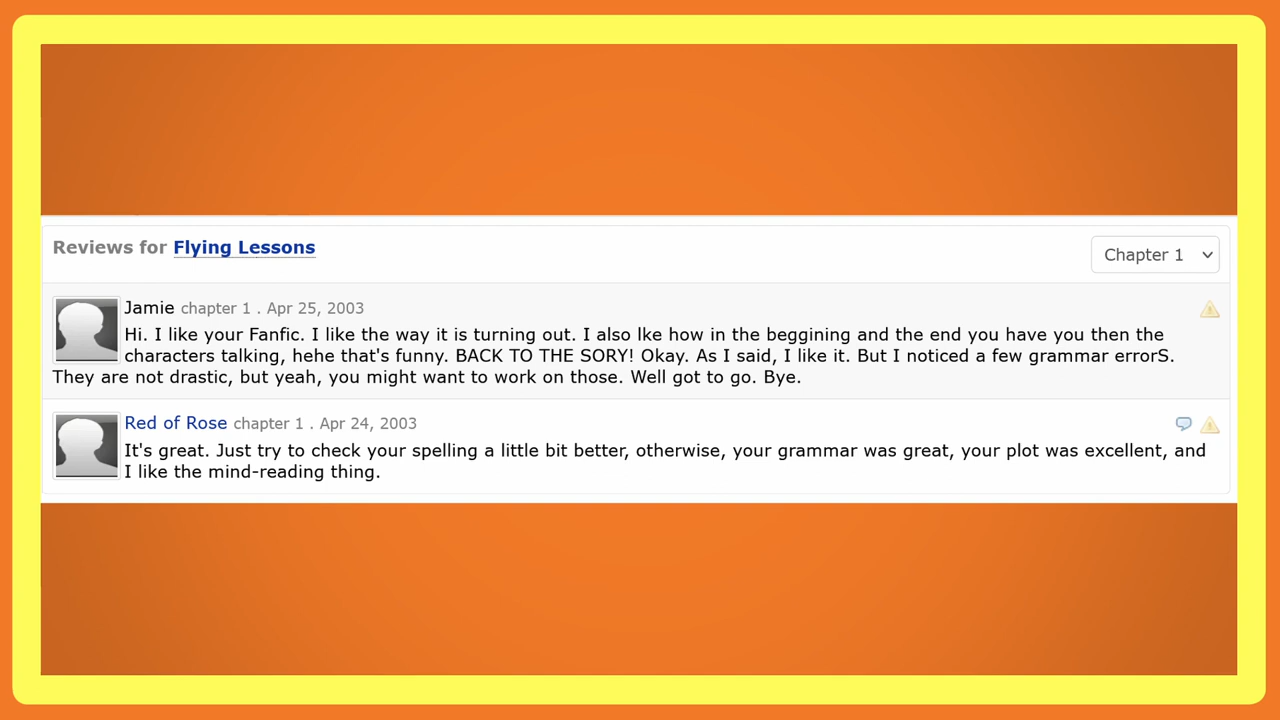 Reviews for Flying Lessons
Chapter 1
Jamie chapter 1 . Apr 25, 2003
Hi. I like your Fanfic. I like the way it is turning out. I also lke how in the beggining and the end you have you then the
characters talking, hehe that's funny. BACK TO THE SORY! Okay. As I said, I like it. But I noticed a few grammar errorS.
They are not drastic, but yeah, you might want to work on those. Well got to go. Bye.
Red of Rose chapter 1 . Apr 24, 2003
It's great. Just try to check your spelling a little bit better, otherwise, your grammar was great, your plot was excellent, and
I like the mind-reading thing.